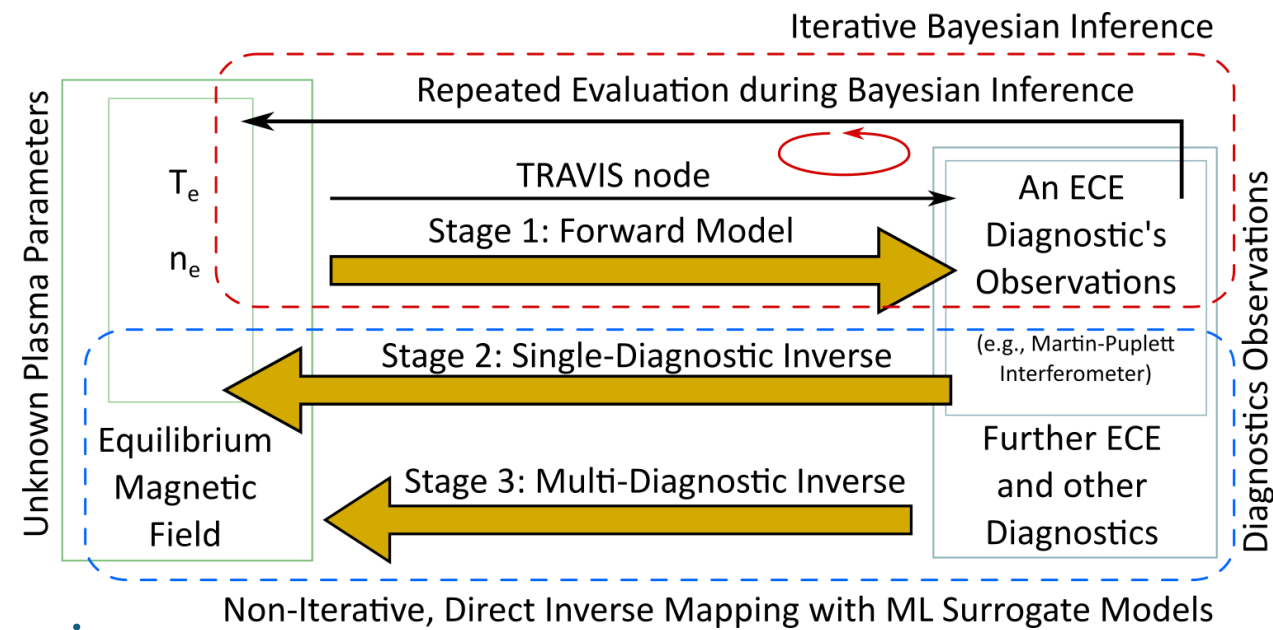 Iterative Bayesian Inference
Repeated Evaluation during Bayesian Inference
Unknown Plasma Parameters
Tₑ
nₑ
TRAVIS node
Stage 1: Forward Model
An ECE
Diagnostic's
Observations
(e.g., Martin-Puplett
Interferometer)
Stage 2: Single-Diagnostic Inverse
Equilibrium
Magnetic
Field
Stage 3: Multi-Diagnostic Inverse
Further ECE
and other
Diagnostics
Diagnostics Observations
Non-Iterative, Direct Inverse Mapping with ML Surrogate Models